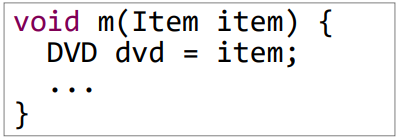 void m(Item item) {
  DVD dvd = item;
  ...
}